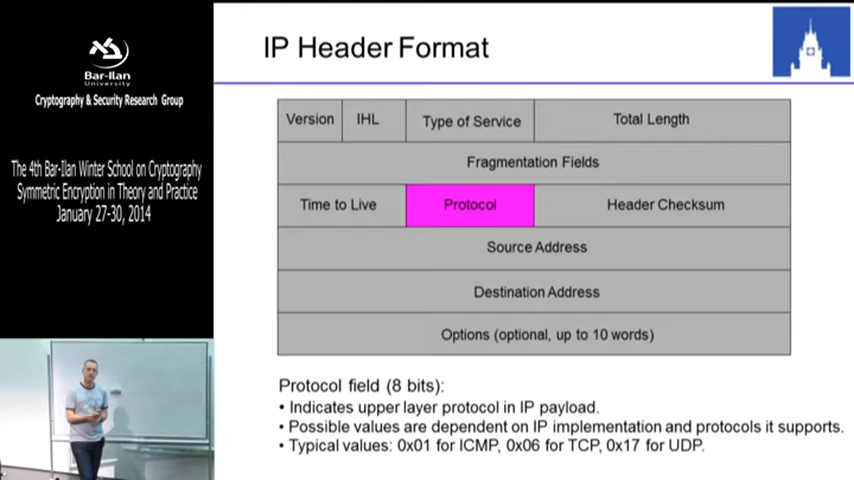 IP Header Format
Bar-Ilan
University
Cryptography & Security Research Group
The 4th Bar-Ilan Winter School on Cryptography
Symmetric Encryption in Theory and Practice
January 27-30, 2014
Version IHL Type of Service Total Length
Fragmentation Fields
Time to Live Protocol Header Checksum
Source Address
Destination Address
Options (optional, up to 10 words)
Protocol field (8 bits):
• Indicates upper layer protocol in IP payload.
• Possible values are dependent on IP implementation and protocols it supports.
• Typical values: 0x01 for ICMP, 0x06 for TCP, 0x17 for UDP.